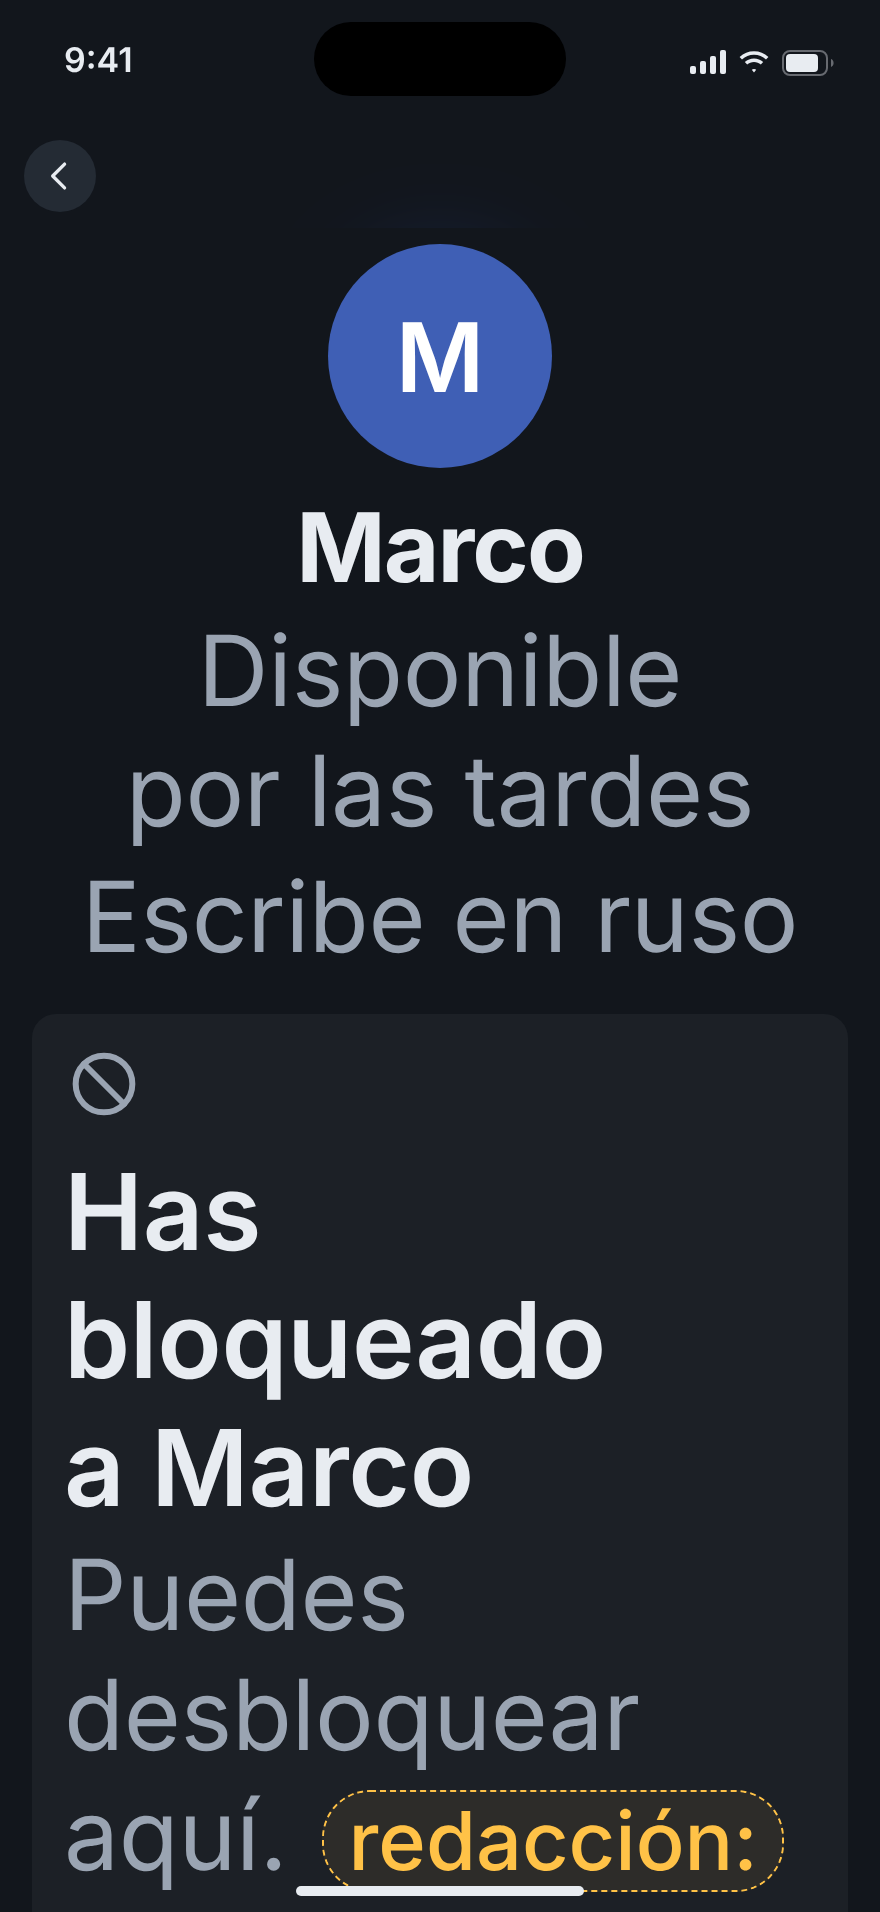 9:41
M
Marco
Disponible
por las tardes
Escribe en ruso
Has
bloqueado
a Marco
Puedes
desbloquear
aquí. redacción: